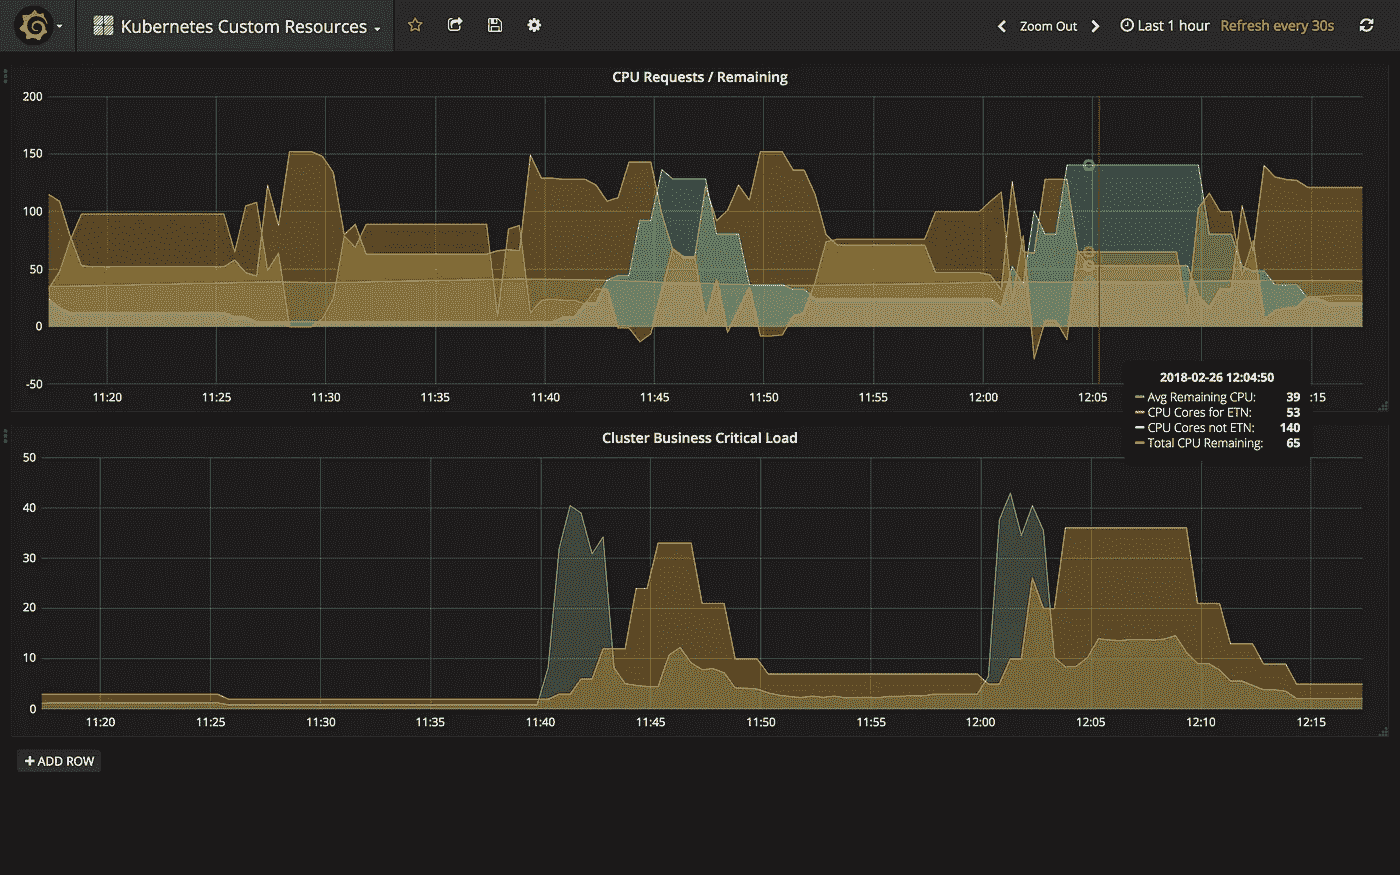 Kubernetes Custom Resources
Zoom Out
Last 1 hour Refresh every 30s
CPU Requests / Remaining
200
150
100
50
0
-50
11:20 11:25 11:30 11:35 11:40 11:45 11:50 11:55 12:00 12:05 :15
2018-02-26 12:04:50
Avg Remaining CPU: 39
CPU Cores for ETN: 53
CPU Cores not ETN: 140
Total CPU Remaining: 65
Cluster Business Critical Load
50
40
30
20
10
0
11:20 11:25 11:30 11:35 11:40 11:45 11:50 11:55 12:00 12:05 12:10 12:15
+ ADD ROW